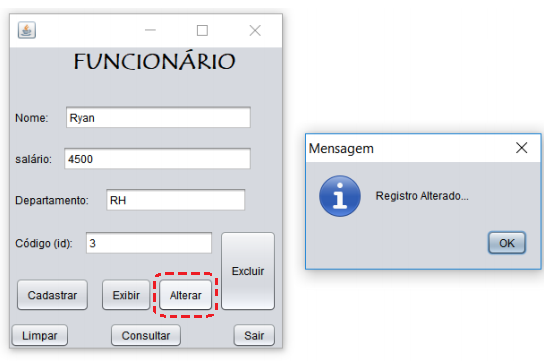 FUNCIONÁRIO
Nome: Ryan
salário: 4500
Departamento: RH
Código (id): 3
Excluir
Cadastrar Exibir Alterar
Limpar Consultar Sair
Mensagem
Registro Alterado...
OK